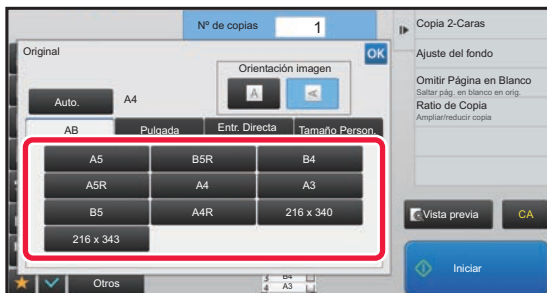 Nº de copias 1
Original
OK
Orientación imagen
A A
Auto. A4
AB Pulgada Entr. Directa Tamaño Person.
A5 B5R B4
A5R A4 A3
B5 A4R 216 x 340
216 x 343
Otros
3 B4
4 A3
Copia 2-Caras
Ajuste del fondo
Omitir Página en Blanco
Saltar pág. en blanco en orig.
Ratio de Copia
Ampliar/reducir copia
Vista previa CA
Iniciar